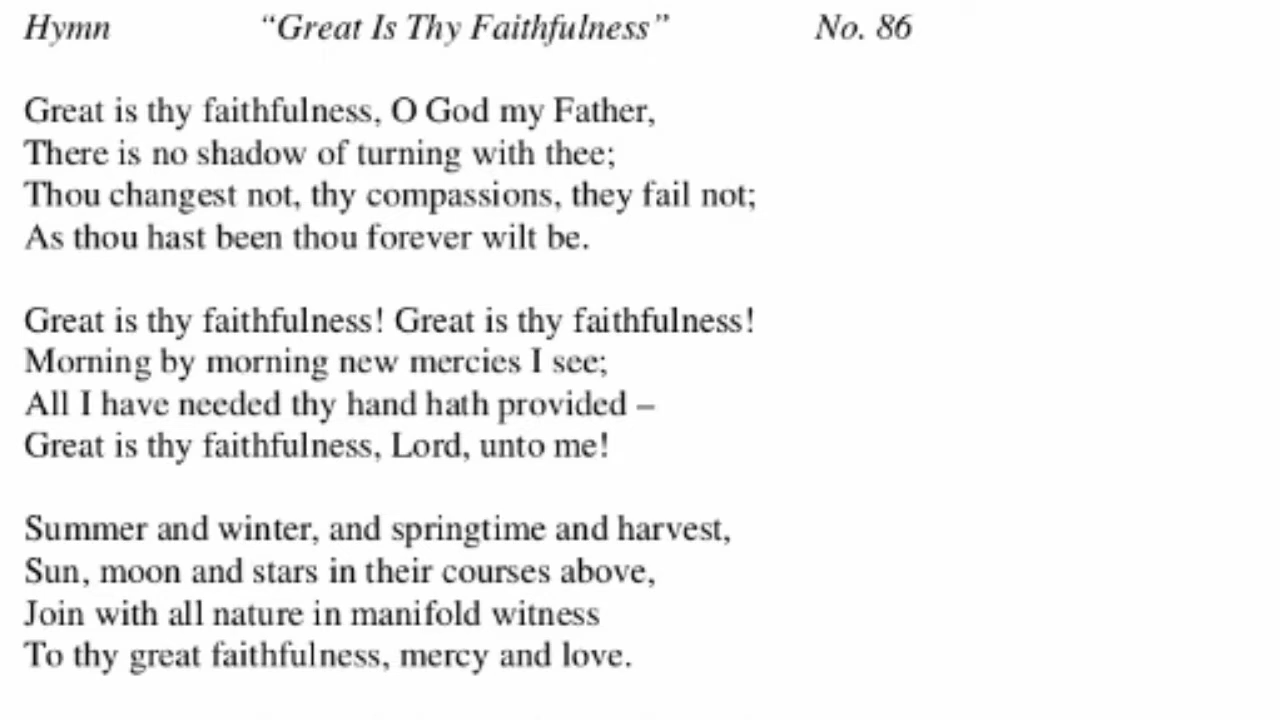 Hymn "Great Is Thy Faithfulness" No. 86
Great is thy faithfulness, O God my Father,
There is no shadow of turning with thee;
Thou changest not, thy compassions, they fail not;
As thou hast been thou forever wilt be.
Great is thy faithfulness! Great is thy faithfulness!
Morning by morning new mercies I see;
All I have needed thy hand hath provided –
Great is thy faithfulness, Lord, unto me!
Summer and winter, and springtime and harvest,
Sun, moon and stars in their courses above,
Join with all nature in manifold witness
To thy great faithfulness, mercy and love.